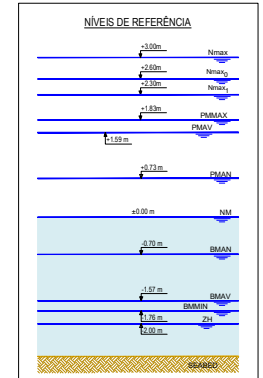 NÍVEIS DE REFERÊNCIA
+3.00m Nmax
+2.60m Nmax0
+2.30m Nmax1
+1.83m PMMAX
PMAV
+1.59 m
+0.73 m PMAN
±0.00 m NM
-0.70 m BMAN
-1.57 m BMAV
BMMIN
-1.76 m ZH
-2.00 m
SEABED